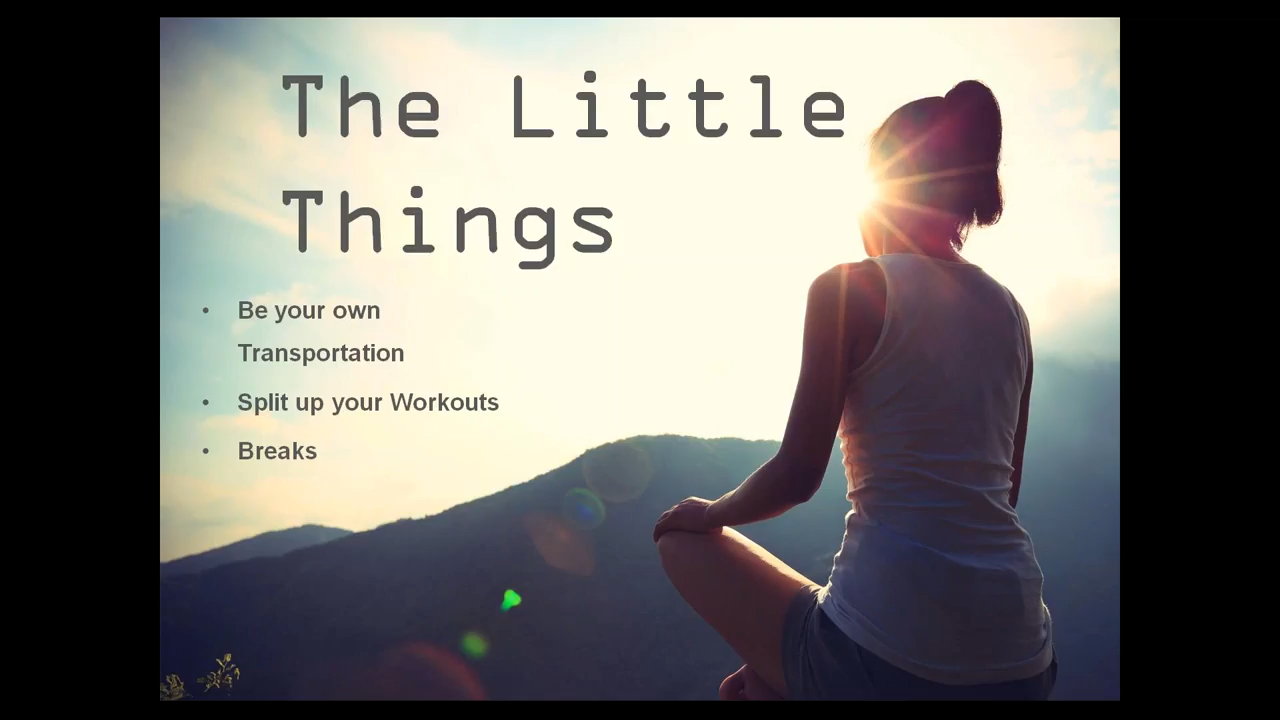 The Little
Things
• Be your own
Transportation
• Split up your Workouts
• Breaks